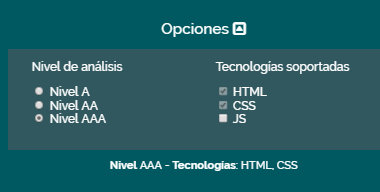 Opciones
Nivel de análisis
Nivel A
Nivel AA
Nivel AAA
Tecnologías soportadas
HTML
CSS
JS
Nivel AAA - Tecnologías: HTML, CSS